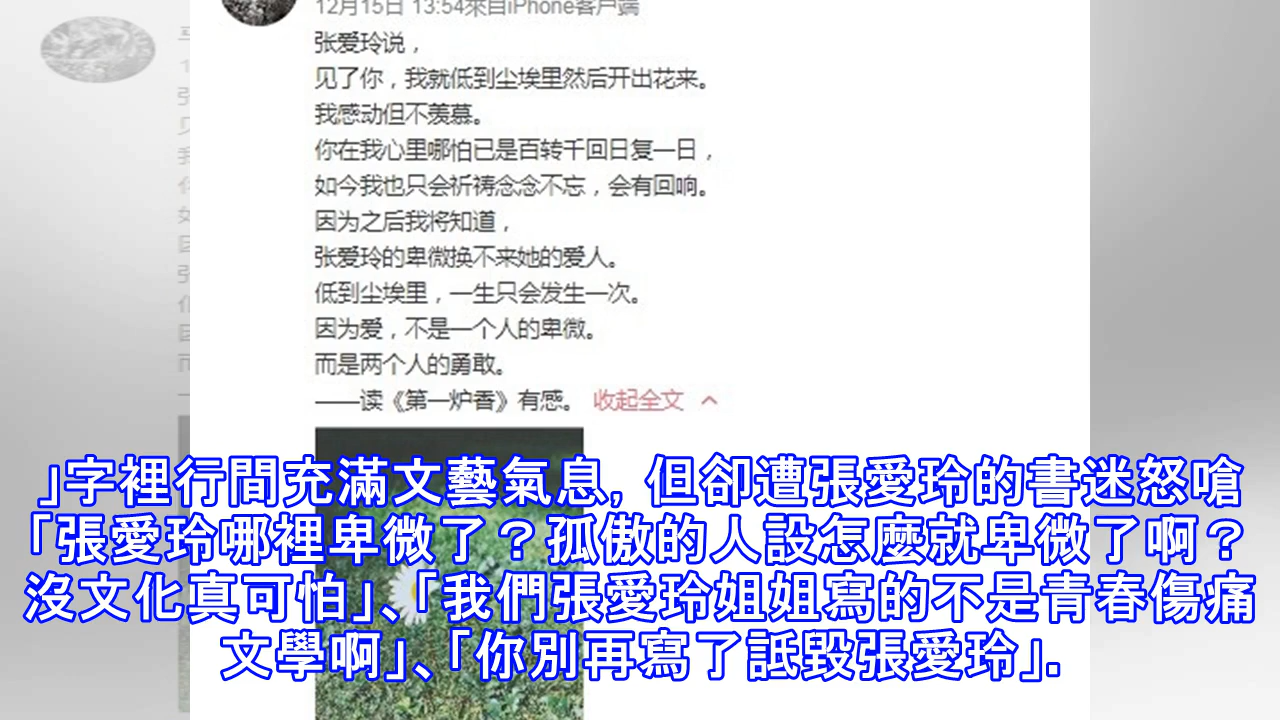 12月15日 13:54來自iPhone客戶端
张爱玲说，
见了你，我就低到尘埃里然后开出花来。
我感动但不羡慕。
你在我心里哪怕已是百转千回日复一日，
如今我也只会祈祷念念不忘，会有回响。
因为之后我将知道，
张爱玲的卑微换不来她的爱人。
低到尘埃里，一生只会发生一次。
因为爱，不是一个人的卑微。
而是两个人的勇敢。
——读《第一炉香》有感。 收起全文
」字裡行間充滿文藝氣息, 但卻遭張愛玲的書迷怒嗆
「張愛玲哪裡卑微了？孤傲的人設怎麼就卑微了啊？
沒文化真可怕」、「我們張愛玲姐姐寫的不是青春傷痛
文學啊」、「你別再寫了詆毀張愛玲」.